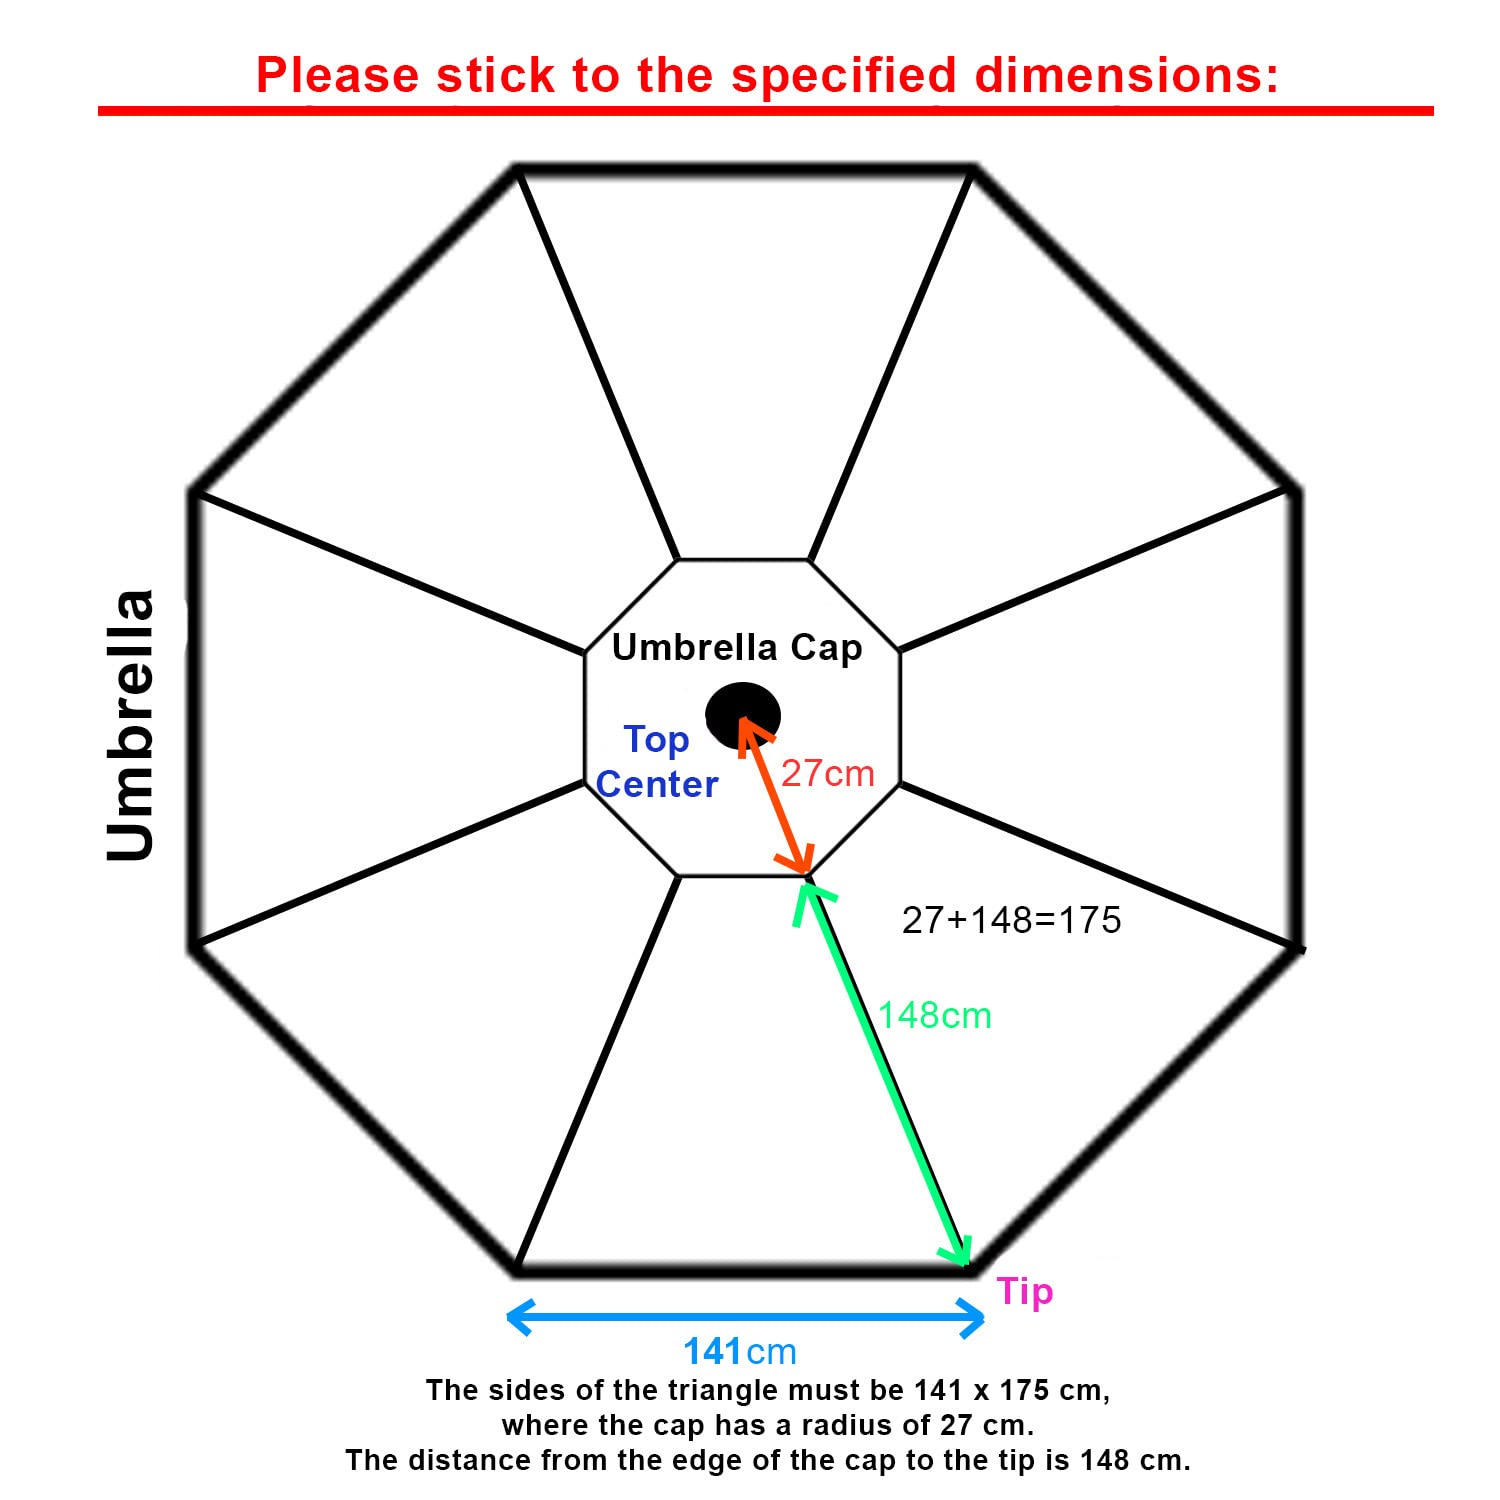 Please stick to the specified dimensions:
Umbrella
Umbrella Cap
Top
Center
27cm
27+148=175
148cm
Tip
141cm
The sides of the triangle must be 141 x 175 cm,
where the cap has a radius of 27 cm.
The distance from the edge of the cap to the tip is 148 cm.